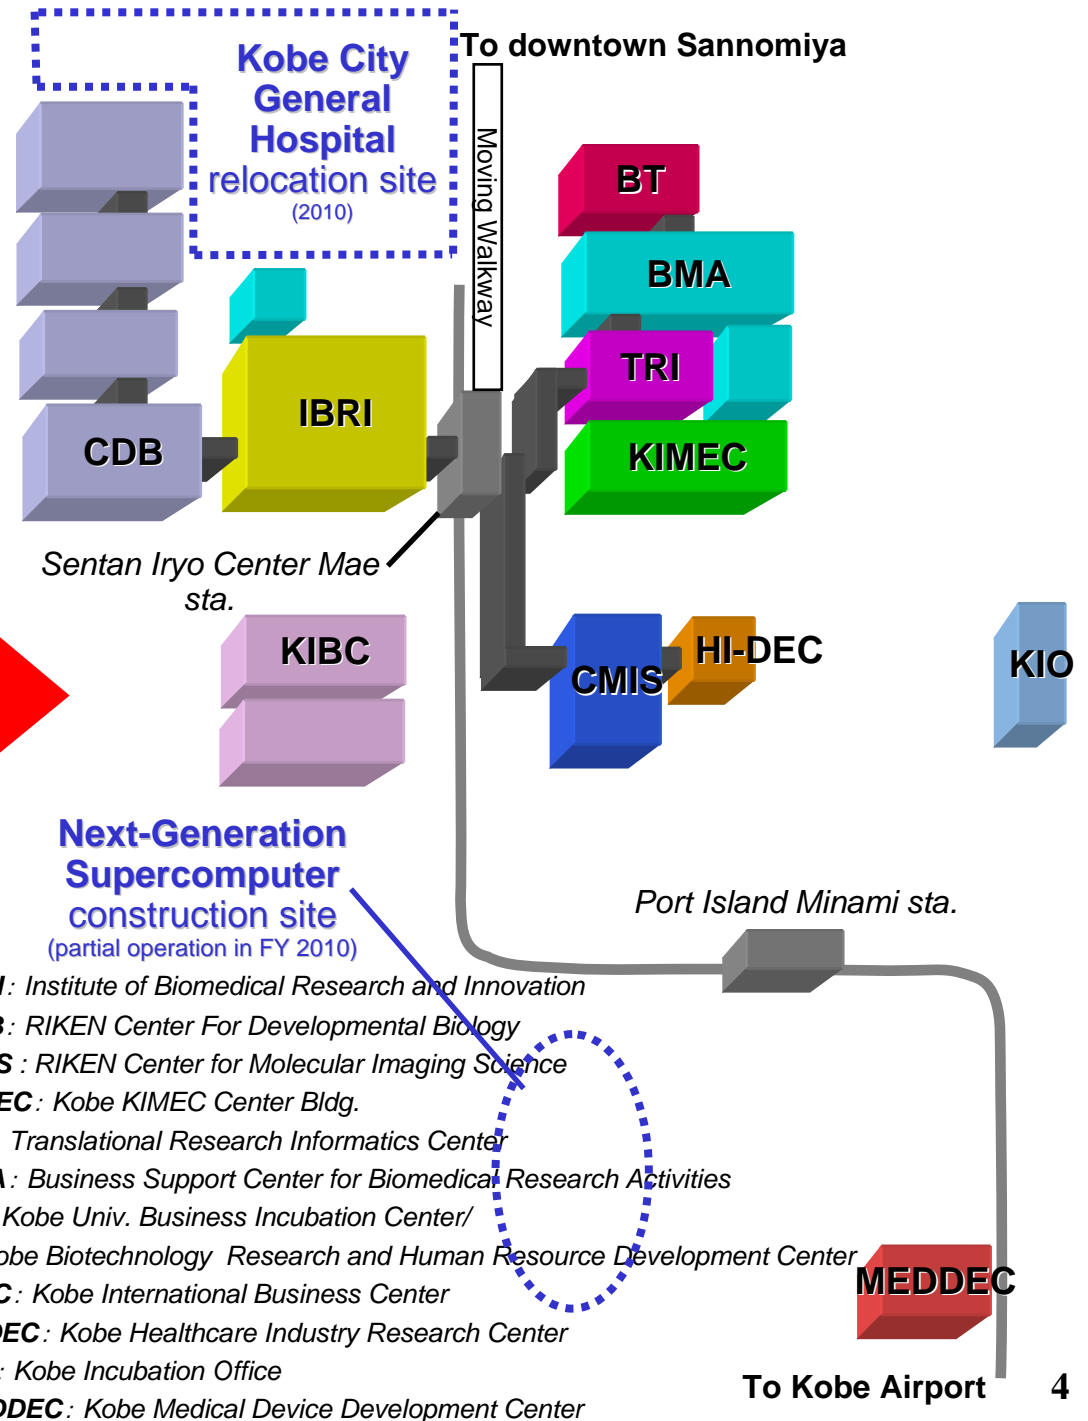 To downtown Sannomiya
Kobe City
General
Hospital
relocation site
(2010)
Moving Walkway
BT
BMA
TRI
IBRI
CDB
KIMEC
Sentan Iryo Center Mae
sta.
KIBC
CMIS
HI-DEC
KIO
Next-Generation
Supercomputer
construction site
(partial operation in FY 2010)
Port Island Minami sta.
: Institute of Biomedical Research and Innovation
: RIKEN Center For Developmental Biology
S : RIKEN Center for Molecular Imaging Science
EC: Kobe KIMEC Center Bldg.
Translational Research Informatics Center
A: Business Support Center for Biomedical Research Activities
Kobe Univ. Business Incubation Center/
obe Biotechnology Research and Human Resource Development Center
C: Kobe International Business Center
DEC: Kobe Healthcare Industry Research Center
: Kobe Incubation Office
DDEC: Kobe Medical Device Development Center
MEDDEC
To Kobe Airport
4